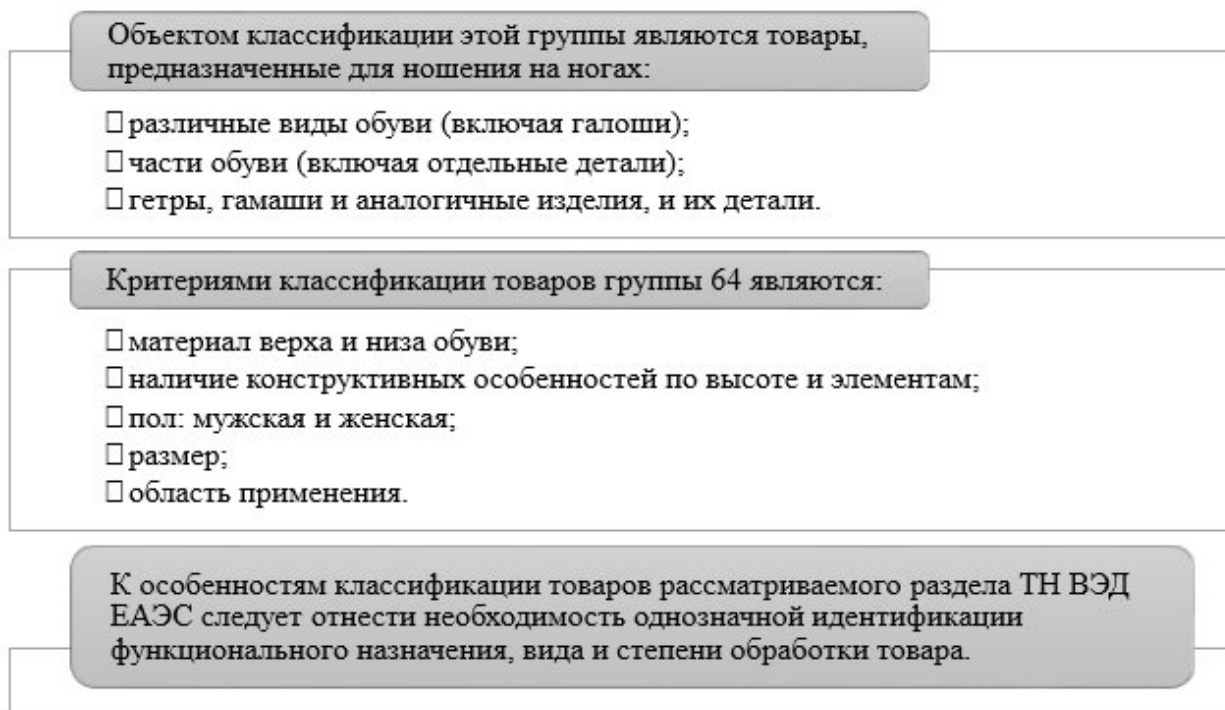 Объектом классификации этой группы являются товары,
предназначенные для ношения на ногах:
□ различные виды обуви (включая галоши);
□ части обуви (включая отдельные детали);
□ гетры, гамаши и аналогичные изделия, и их детали.
Критериями классификации товаров группы 64 являются:
□ материал верха и низа обуви;
□ наличие конструктивных особенностей по высоте и элементам;
□ пол: мужская и женская;
□ размер;
□ область применения.
К особенностям классификации товаров рассматриваемого раздела ТН ВЭД
ЕАЭС следует отнести необходимость однозначной идентификации
функционального назначения, вида и степени обработки товара.